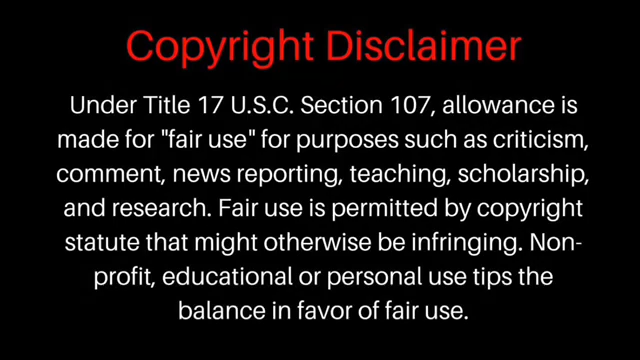 Copyright Disclaimer
Under Title 17 U.S.C. Section 107, allowance is
made for "fair use" for purposes such as criticism,
comment, news reporting, teaching, scholarship,
and research. Fair use is permitted by copyright
statute that might otherwise be infringing. Non-
profit, educational or personal use tips the
balance in favor of fair use.